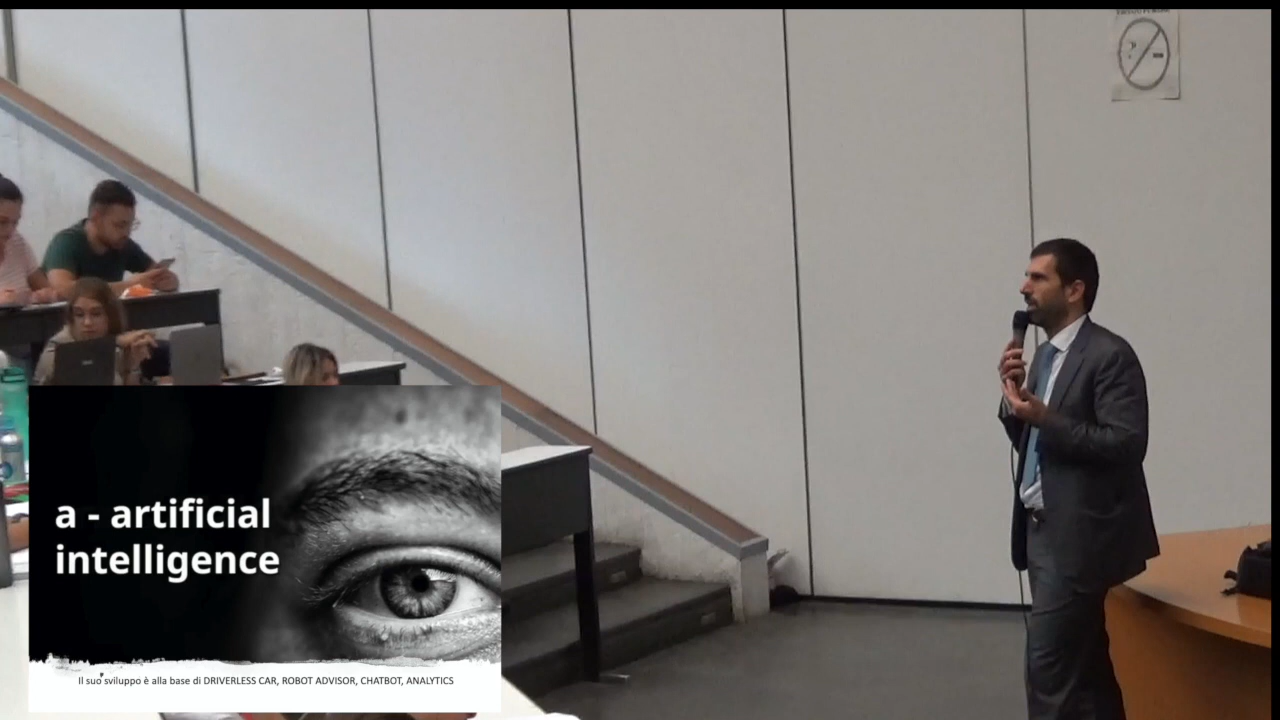 a - artificial
intelligence
Il suo sviluppo è alla base di DRIVERLESS CAR, ROBOT ADVISOR, CHATBOT, ANALYTICS